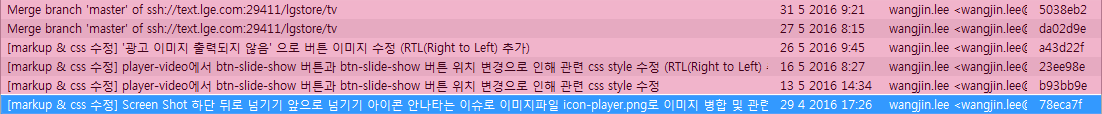 Merge branch 'master' of ssh://text.lge.com:29411/lgstore/tv 31 5 2016 9:21 wangjin.lee <wangjin.lee@ 5038eb2
Merge branch 'master' of ssh://text.lge.com:29411/lgstore/tv 27 5 2016 8:15 wangjin.lee <wangjin.lee@ da02d9e
[markup & css 수정] '광고 이미지 출력되지 않음' 으로 버튼 이미지 수정 (RTL(Right to Left) 추가) 26 5 2016 9:45 wangjin.lee <wangjin.lee@ a43d22f
[markup & css 수정] player-video에서 btn-slide-show 버튼과 btn-slide-show 버튼 위치 변경으로 인해 관련 css style 수정 (RTL(Right to Left) 16 5 2016 8:27 wangjin.lee <wangjin.lee@ 23ee98e
[markup & css 수정] player-video에서 btn-slide-show 버튼과 btn-slide-show 버튼 위치 변경으로 인해 관련 css style 수정 13 5 2016 14:34 wangjin.lee <wangjin.lee@ b93bb9e
[markup & css 수정] Screen Shot 하단 뒤로 넘기기 앞으로 넘기기 아이콘 안나타는 이슈로 이미지파일 icon-player.png로 이미지 병합 및 관련 29 4 2016 17:26 wangjin.lee <wangjin.lee@ 78eca7f